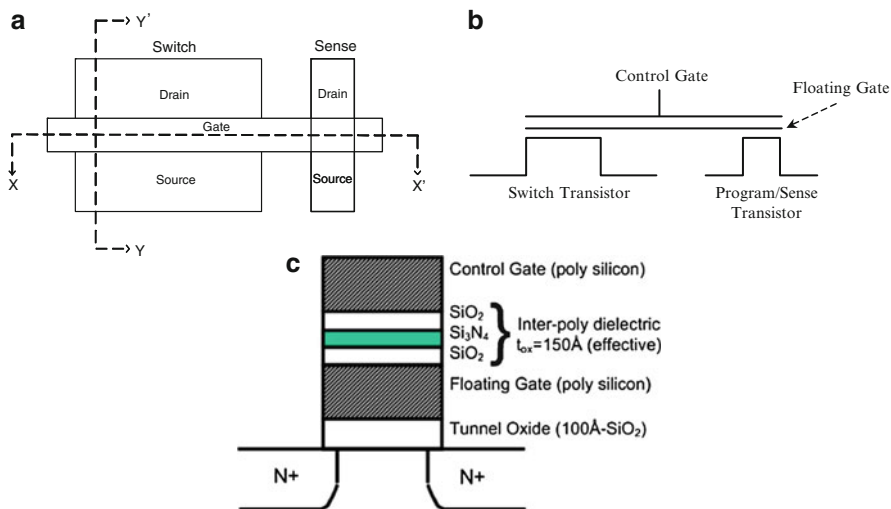 a
Y'
Switch
Sense
Drain
Drain
Gate
X
X'
Source
Source
Y
b
Control Gate
Floating Gate
Switch Transistor
Program/Sense
Transistor
c
Control Gate (poly silicon)
SiO₂
Si₃N₄
SiO₂
Inter-poly dielectric
tₒₓ=150Å (effective)
Floating Gate (poly silicon)
Tunnel Oxide (100Å-SiO₂)
N+
N+